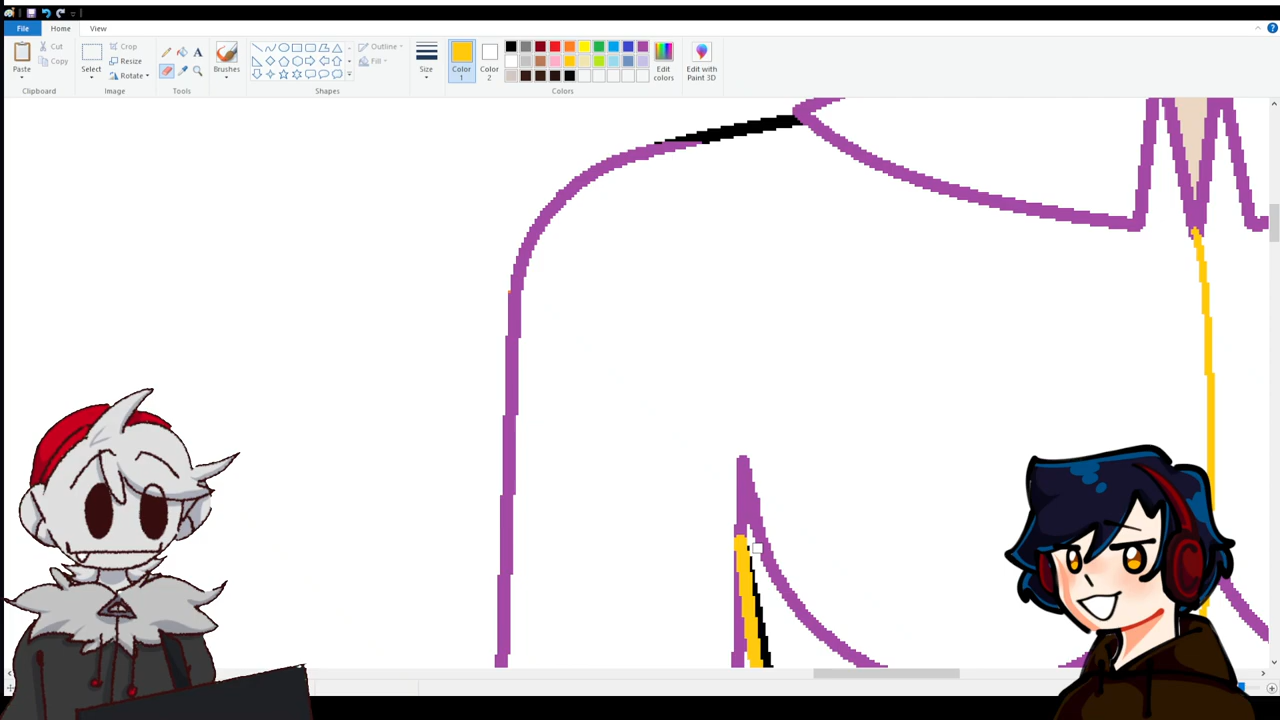 File
Home
View
Paste
Cut
Copy
Clipboard
Select
Crop
Resize
Rotate
Image
A
Tools
Brushes
Outline
Fill
Shapes
Size
Color 1
Color 2
Edit colors
Colors
Edit with Paint 3D